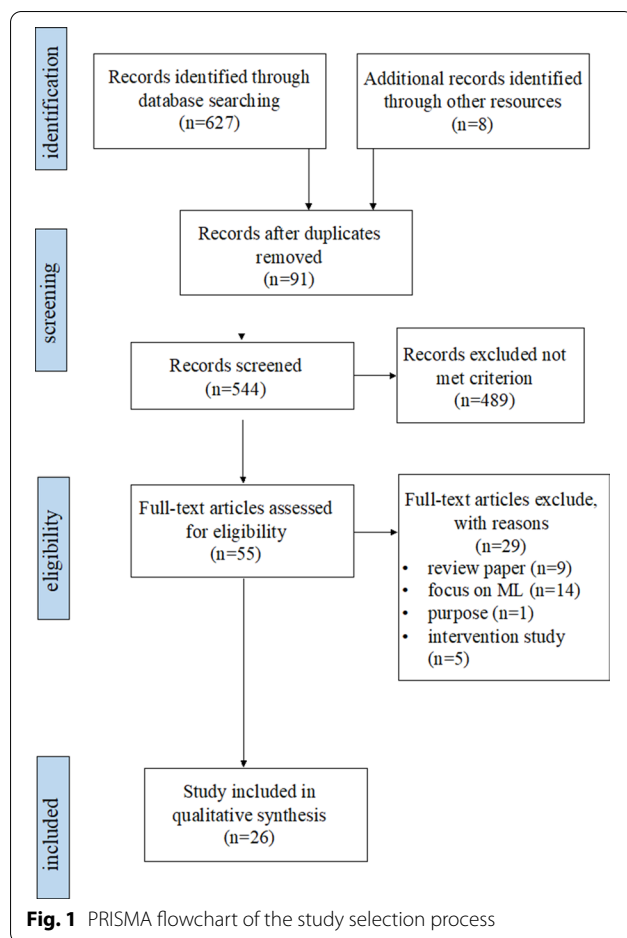 identification
Records identified through
database searching
(n=627)
Additional records identified
through other resources
(n=8)
screening
Records after duplicates
removed
(n=91)
Records screened
(n=544)
Records excluded not
met criterion
(n=489)
eligibility
Full-text articles assessed
for eligibility
(n=55)
Full-text articles exclude,
with reasons
(n=29)
• review paper (n=9)
• focus on ML (n=14)
• purpose (n=1)
• intervention study
(n=5)
included
Study included in
qualitative synthesis
(n=26)
Fig. 1 PRISMA flowchart of the study selection process